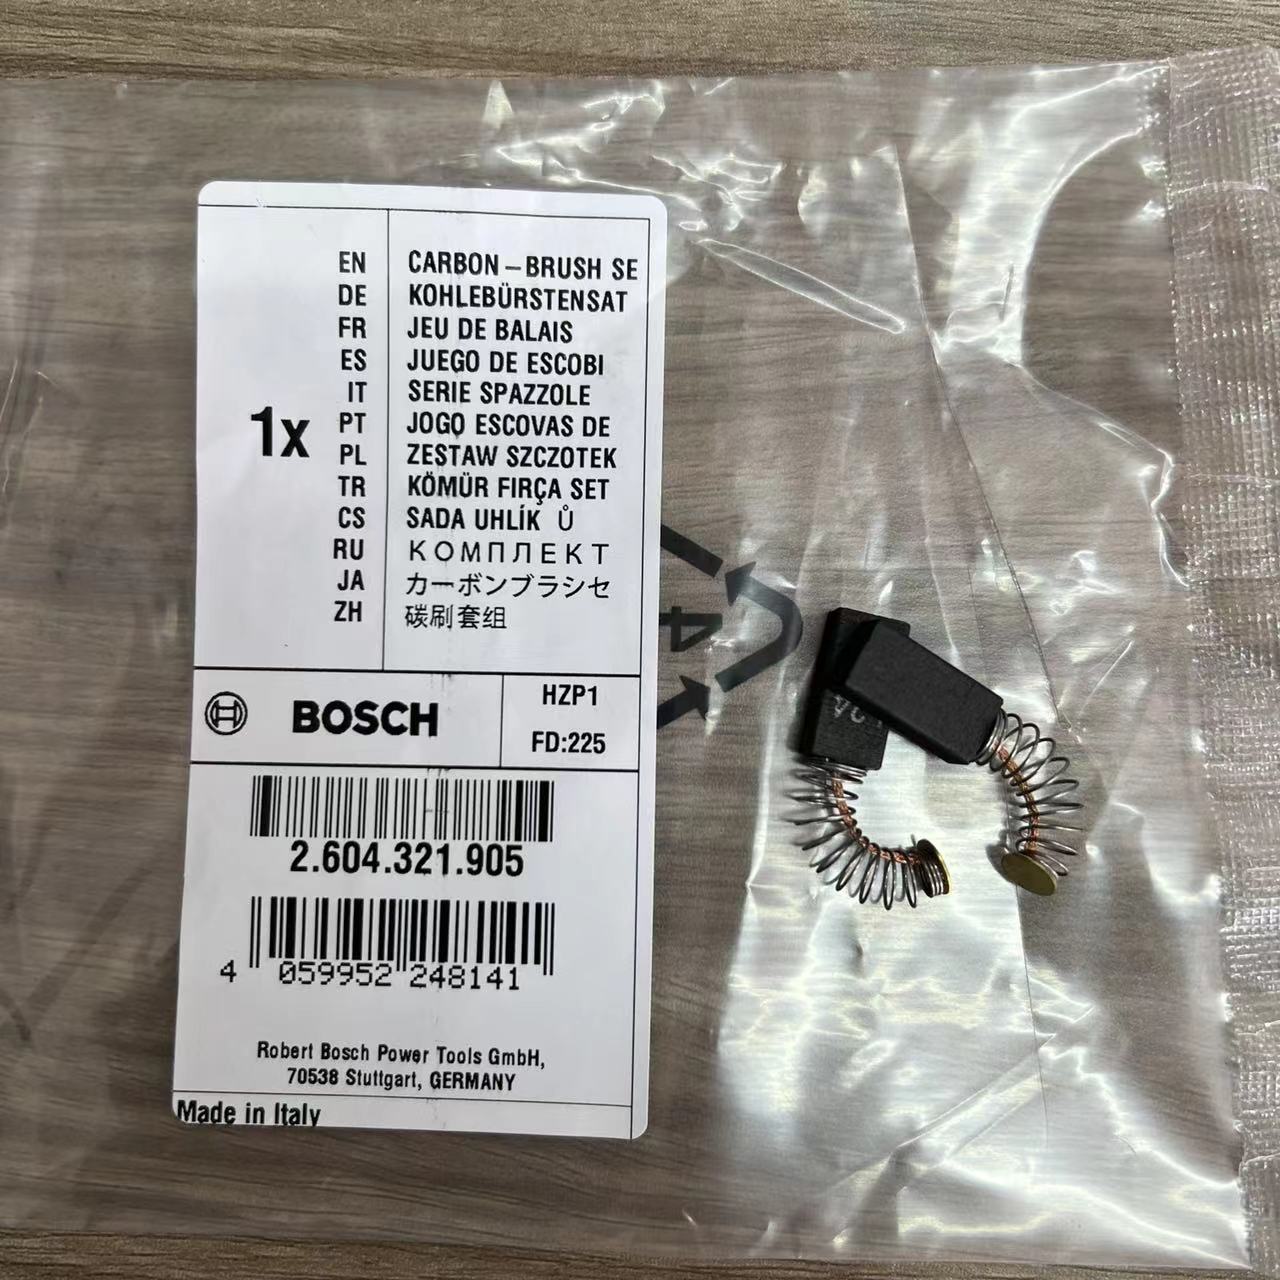 EN CARBON – BRUSH SE
DE KOHLEBÜRSTENSAT
FR JEU DE BALAIS
ES JUEGO DE ESCOBI
IT SERIE SPAZZOLE
1x
PT JOGO ESCOVAS DE
PL ZESTAW SZCZOTEK
TR KÖMÜR FIRÇA SET
CS SADA UHLÍK Ů
RU КОМПЛЕКТ
JA カーボンブラシセ
ZH 碳刷套组
BOSCH
HZP1
FD:225
2.604.321.905
4 059952 248141
Robert Bosch Power Tools GmbH,
70538 Stuttgart, GERMANY
Made in Italy
4